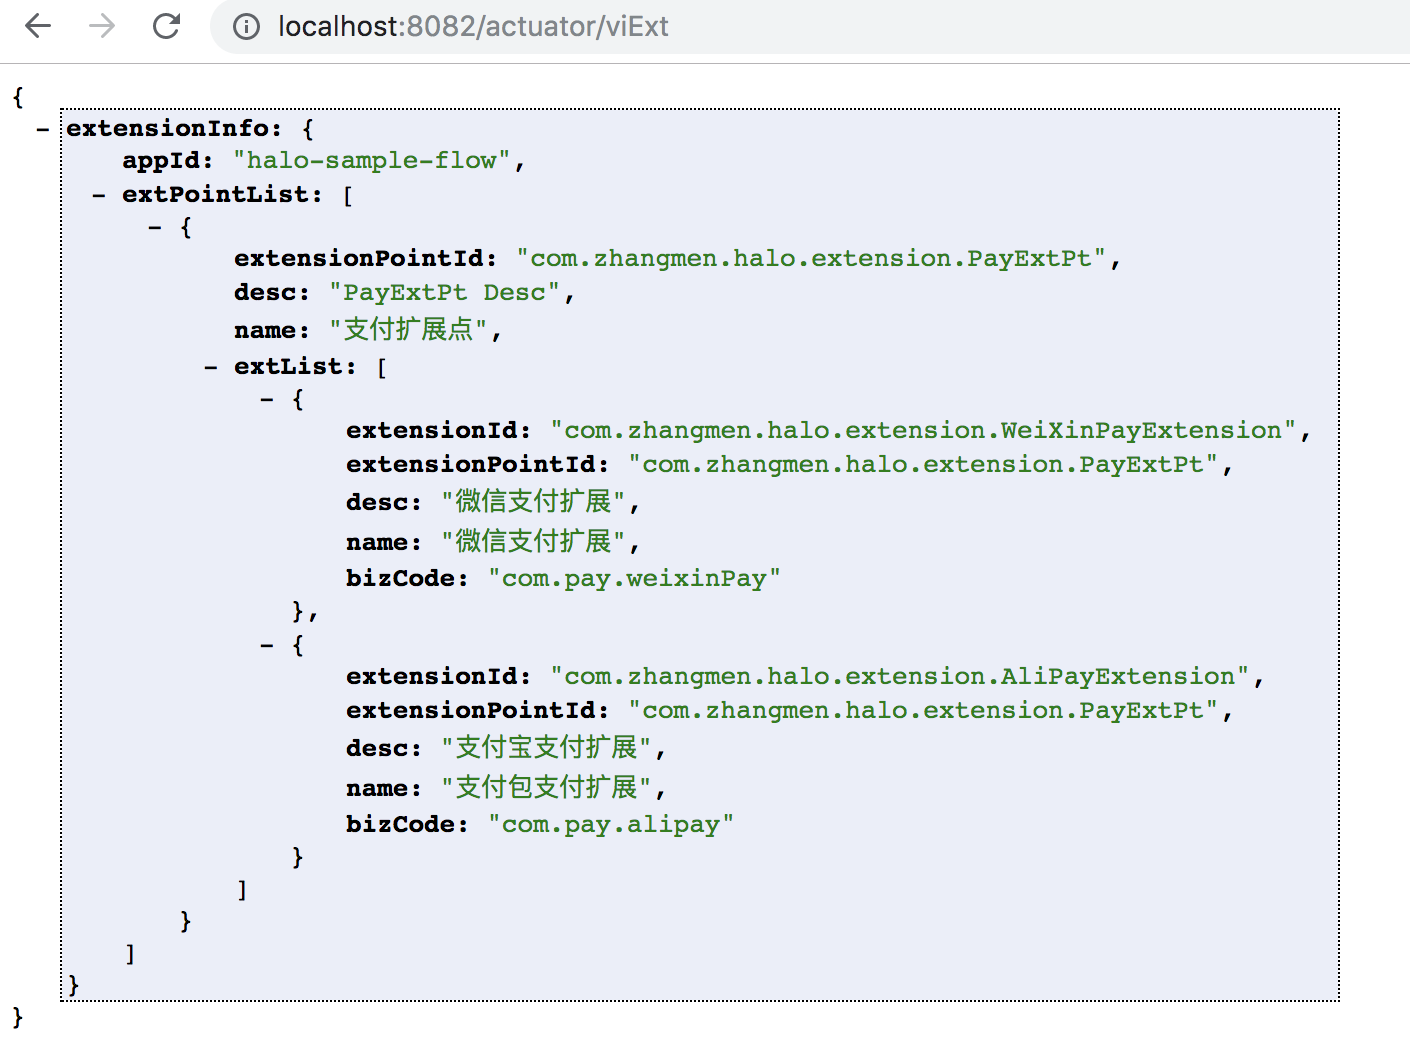 localhost:8082/actuator/viExt
{
- extensionInfo: {
appId: "halo-sample-flow",
- extPointList: [
- {
extensionPointId: "com.zhangmen.halo.extension.PayExtPt",
desc: "PayExtPt Desc",
name: "支付扩展点",
- extList: [
- {
extensionId: "com.zhangmen.halo.extension.WeiXinPayExtension",
extensionPointId: "com.zhangmen.halo.extension.PayExtPt",
desc: "微信支付扩展",
name: "微信支付扩展",
bizCode: "com.pay.weixinPay"
},
- {
extensionId: "com.zhangmen.halo.extension.AliPayExtension",
extensionPointId: "com.zhangmen.halo.extension.PayExtPt",
desc: "支付宝支付扩展",
name: "支付包支付扩展",
bizCode: "com.pay.alipay"
}
]
}
]
}
}